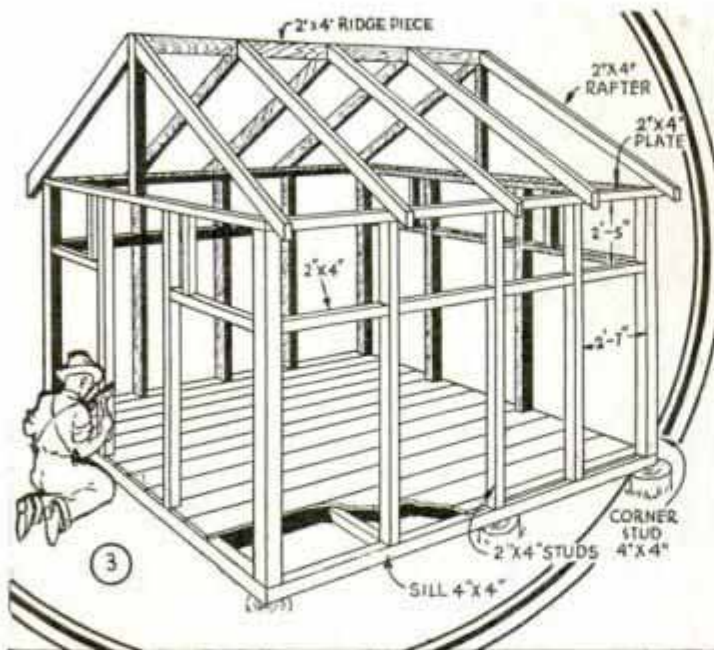 2"x4" RIDGE PIECE
2"X4"
RAFTER
2"X4"
PLATE
2'-5"
2"X4"
2'-7"
CORNER
STUD
4"X4"
2"X4" STUDS
SILL 4"X4"
3